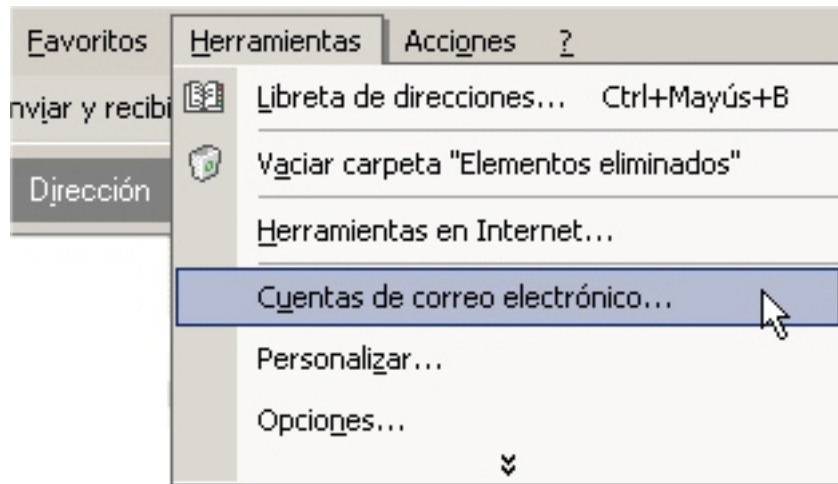 Favoritos Herramientas Acciones ?
nviar y recibi
Libreta de direcciones... Ctrl+Mayús+B
Vaciar carpeta "Elementos eliminados"
Dirección
Herramientas en Internet...
Cuentas de correo electrónico...
Personalizar...
Opciones...